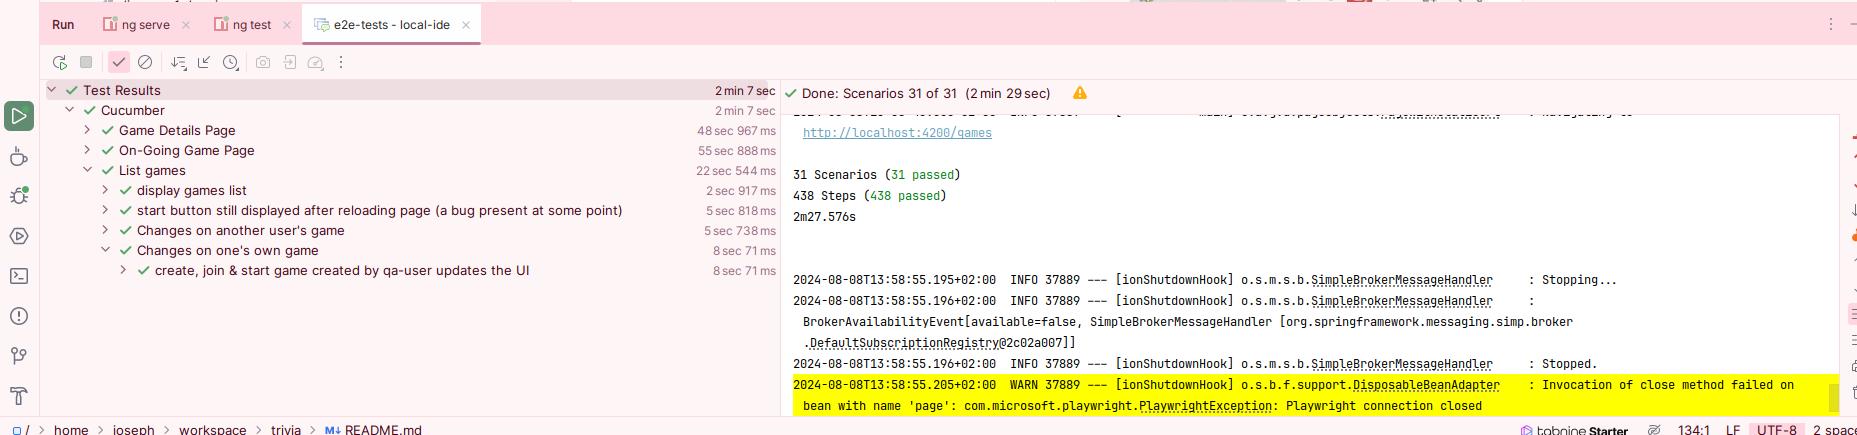 Run
ng serve
ng test
e2e-tests - local-ide
Test Results 2 min 7 sec
Cucumber 2 min 7 sec
Game Details Page 48 sec 967 ms
On-Going Game Page 55 sec 888 ms
List games 22 sec 544 ms
display games list 2 sec 917 ms
start button still displayed after reloading page (a bug present at some point) 5 sec 818 ms
Changes on another user's game 5 sec 738 ms
Changes on one's own game 8 sec 71 ms
create, join & start game created by qa-user updates the UI 8 sec 71 ms
Done: Scenarios 31 of 31 (2 min 29 sec)
http://localhost:4200/games
31 Scenarios (31 passed)
438 Steps (438 passed)
2m27.576s
2024-08-08T13:58:55.195+02:00 INFO 37889 --- [ionShutdownHook] o.s.m.s.b.SimpleBrokerMessageHandler : Stopping...
2024-08-08T13:58:55.196+02:00 INFO 37889 --- [ionShutdownHook] o.s.m.s.b.SimpleBrokerMessageHandler :
BrokerAvailabilityEvent[available=false, SimpleBrokerMessageHandler [org.springframework.messaging.simp.broker
.DefaultSubscriptionRegistry@2c02a007]]
2024-08-08T13:58:55.196+02:00 INFO 37889 --- [ionShutdownHook] o.s.m.s.b.SimpleBrokerMessageHandler : Stopped.
2024-08-08T13:58:55.205+02:00 WARN 37889 --- [ionShutdownHook] o.s.b.f.support.DisposableBeanAdapter : Invocation of close method failed on
bean with name 'page': com.microsoft.playwright.PlaywrightException: Playwright connection closed
/ > home > joseph > workspace > trivia > README.md
tabnine Starter 134:1 LF UTF-8 2 space